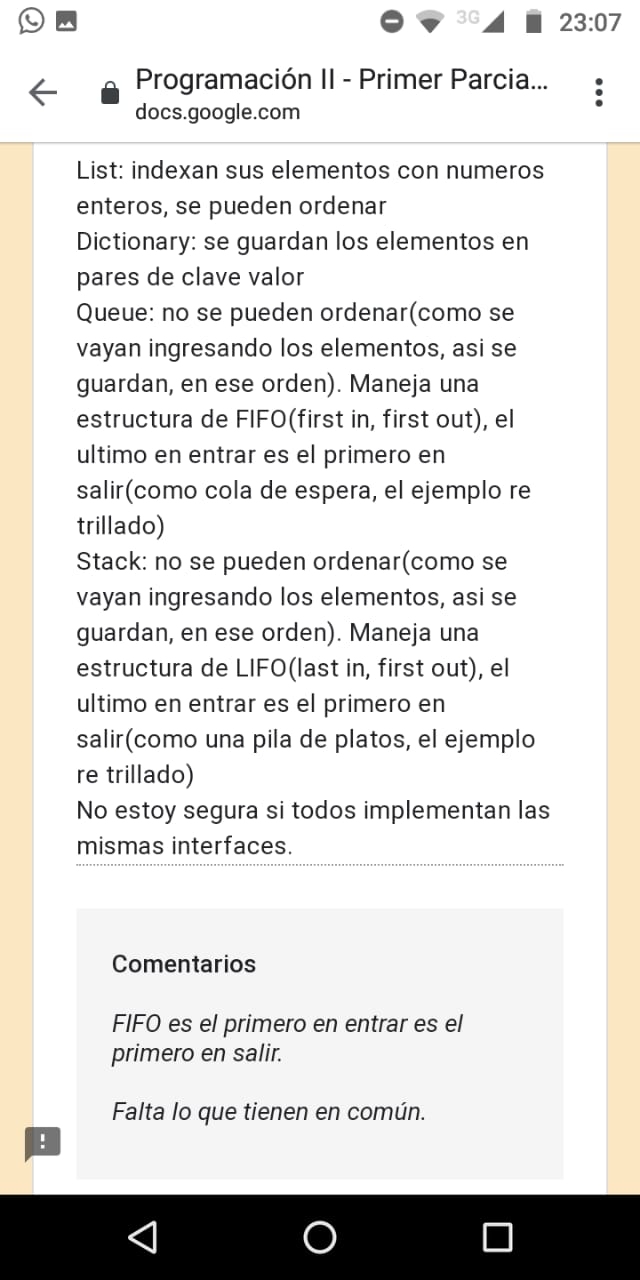 3G 23:07
Programación II - Primer Parcia...
docs.google.com
List: indexan sus elementos con numeros
enteros, se pueden ordenar
Dictionary: se guardan los elementos en
pares de clave valor
Queue: no se pueden ordenar(como se
vayan ingresando los elementos, asi se
guardan, en ese orden). Maneja una
estructura de FIFO(first in, first out), el
ultimo en entrar es el primero en
salir(como cola de espera, el ejemplo re
trillado)
Stack: no se pueden ordenar(como se
vayan ingresando los elementos, asi se
guardan, en ese orden). Maneja una
estructura de LIFO(last in, first out), el
ultimo en entrar es el primero en
salir(como una pila de platos, el ejemplo
re trillado)
No estoy segura si todos implementan las
mismas interfaces.
Comentarios
FIFO es el primero en entrar es el
primero en salir.
Falta lo que tienen en común.